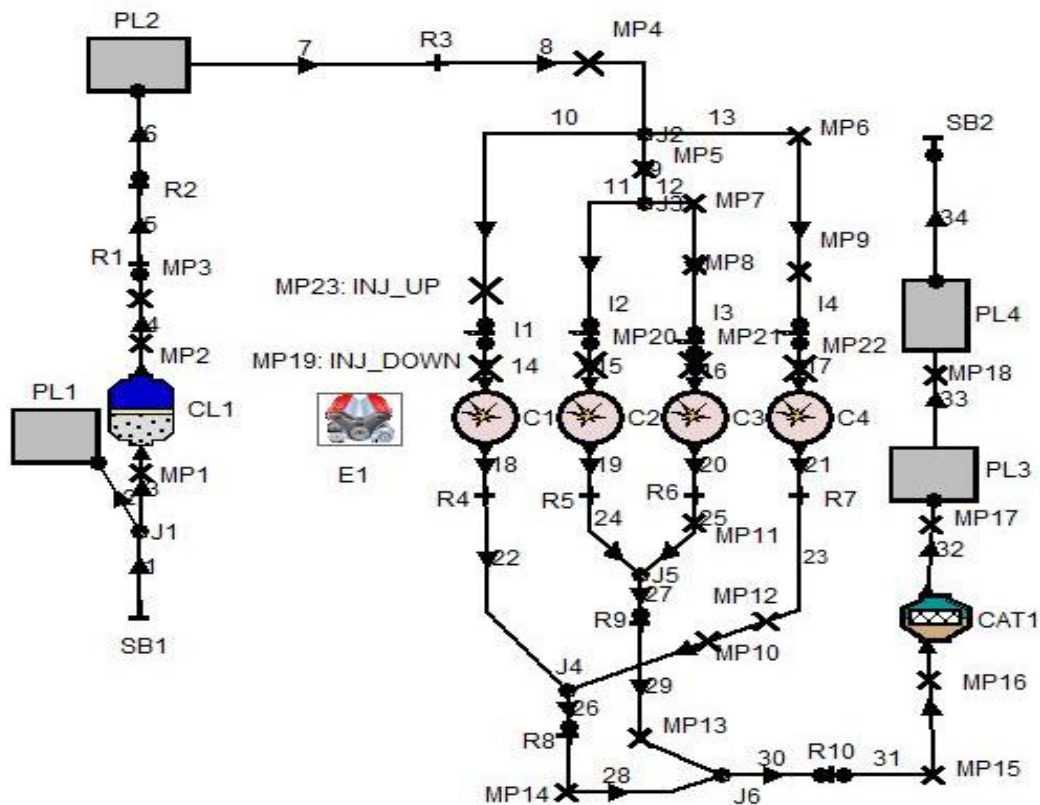 PL2
7
R3
8
MP4
10
J2
13
MP6
SB2
6
MP5
9
R2
11
12
MP7
J3
34
5
R1
MP3
MP9
MP8
MP23: INJ_UP
I2
I3
I4
PL4
4
I1
MP20
MP21
MP22
MP2
MP19: INJ_DOWN
14
15
16
17
MP18
PL1
CL1
33
C1
C2
C3
C4
E1
18
19
20
21
PL3
MP1
2
3
R4
R5
R6
R7
24
25
MP11
MP17
J1
22
23
32
1
J5
27
MP12
SB1
R9
CAT1
MP10
J4
29
MP16
26
MP13
R8
30
R10
31
MP15
MP14
28
J6